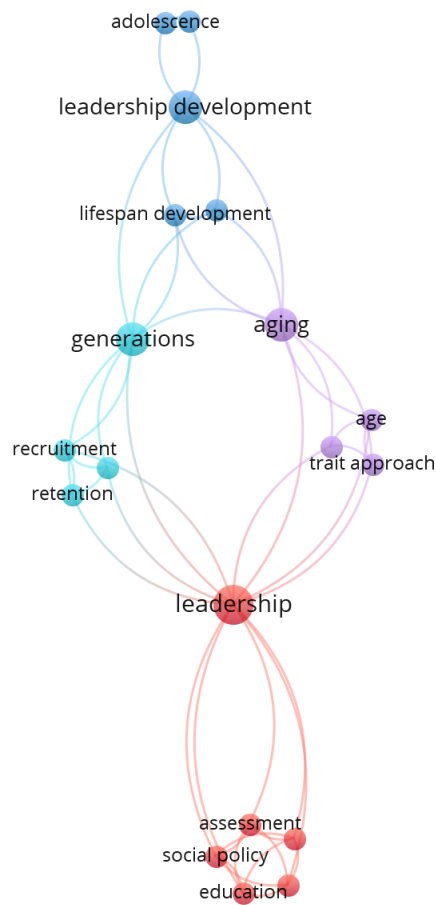 adolescence
leadership development
lifespan development
generations
aging
age
recruitment
trait approach
retention
leadership
assessment
social policy
education